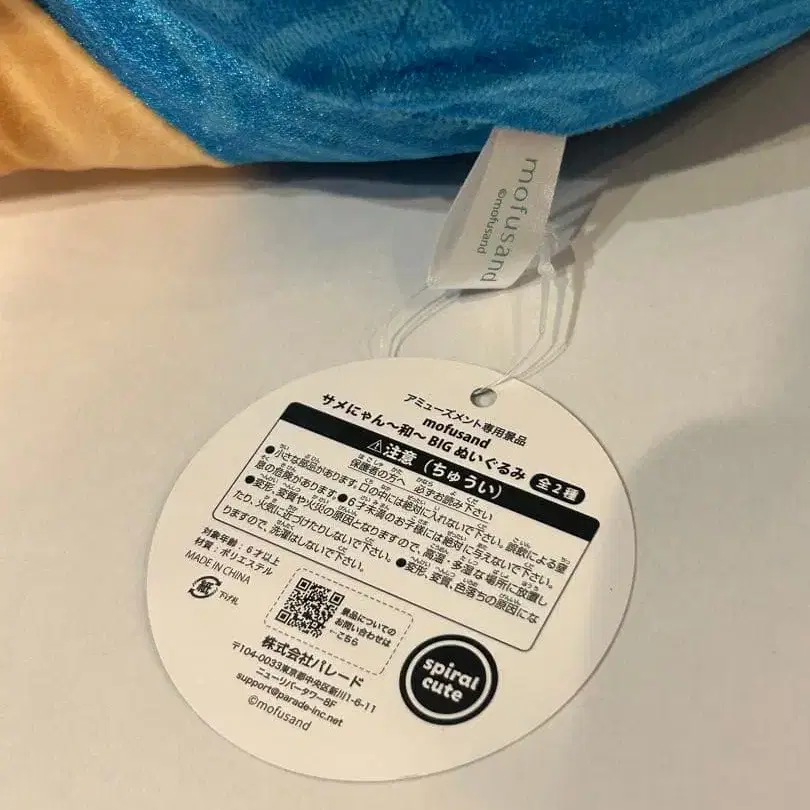 mofusand
©mofusand
アミューズメント専用景品
mofusand
サメにゃん〜和〜 BIG ぬいぐるみ 全2種
⚠注意（ちゅうい）
保護者の方へ 必ずお読み下さい
●小さな部品があります。口の中には絶対に入れないで下さい。誤飲による窒
息の危険があります。●6才未満のお子様には絶対に与えないで下さい。
●変形、変質や火災の原因となりますので、高温・多湿な場所に放置し
たり、火気に近づけたりしないで下さい。●変形、変質、色落ちの原因にな
りますので、洗濯はしないで下さい。
対象年齢：6才以上
材質：ポリエステル
MADE IN CHINA
紙 下げ札
景品についての
お問い合わせは
←こちら
株式会社パレード
〒104-0033東京都中央区新川1-6-11
ニューリバータワー8F
support@parade-inc.net
©mofusand
spiral
cute